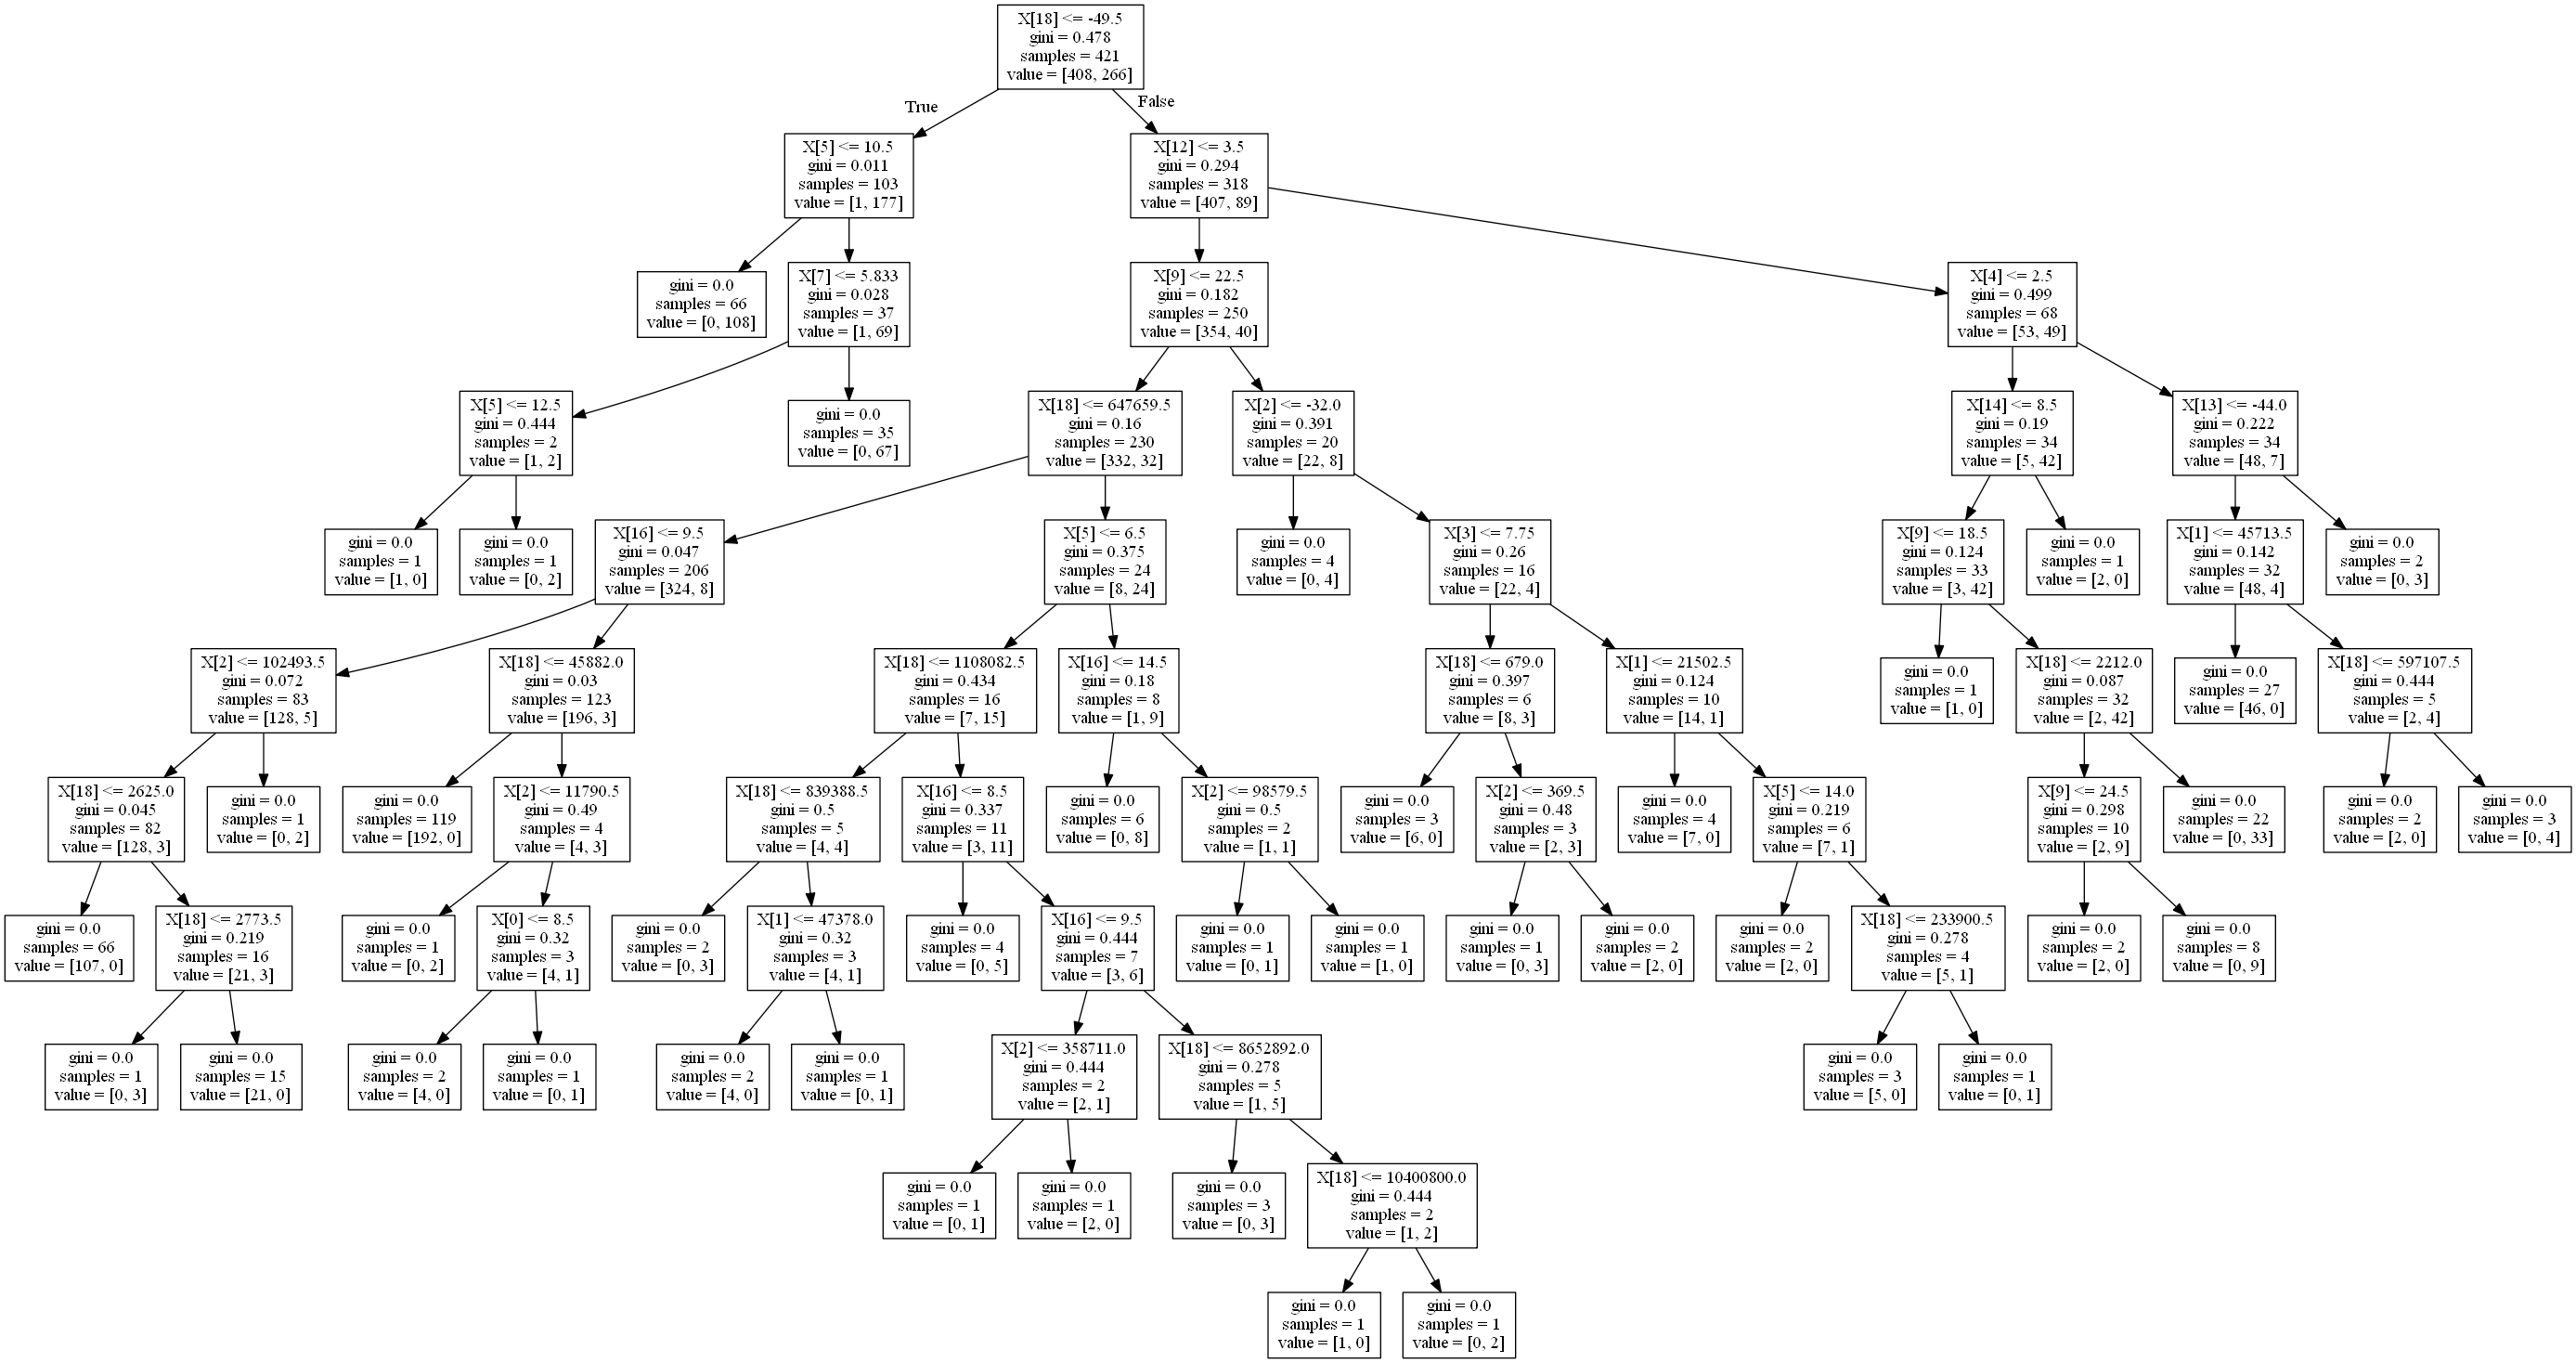 X[18] <= -49.5
gini = 0.478
samples = 421
value = [408, 266]
True
False
X[5] <= 10.5
gini = 0.011
samples = 103
value = [1, 177]
X[12] <= 3.5
gini = 0.294
samples = 318
value = [407, 89]
gini = 0.0
samples = 66
value = [0, 108]
X[7] <= 5.833
gini = 0.028
samples = 37
value = [1, 69]
X[9] <= 22.5
gini = 0.182
samples = 250
value = [354, 40]
X[4] <= 2.5
gini = 0.499
samples = 68
value = [53, 49]
X[5] <= 12.5
gini = 0.444
samples = 2
value = [1, 2]
gini = 0.0
samples = 35
value = [0, 67]
X[18] <= 647659.5
gini = 0.16
samples = 230
value = [332, 32]
X[2] <= -32.0
gini = 0.391
samples = 20
value = [22, 8]
X[14] <= 8.5
gini = 0.19
samples = 34
value = [5, 42]
X[13] <= -44.0
gini = 0.222
samples = 34
value = [48, 7]
gini = 0.0
samples = 1
value = [1, 0]
gini = 0.0
samples = 1
value = [0, 2]
X[16] <= 9.5
gini = 0.047
samples = 206
value = [324, 8]
X[5] <= 6.5
gini = 0.375
samples = 24
value = [8, 24]
gini = 0.0
samples = 4
value = [0, 4]
X[3] <= 7.75
gini = 0.26
samples = 16
value = [22, 4]
X[9] <= 18.5
gini = 0.124
samples = 33
value = [3, 42]
gini = 0.0
samples = 1
value = [2, 0]
X[1] <= 45713.5
gini = 0.142
samples = 32
value = [48, 4]
gini = 0.0
samples = 2
value = [0, 3]
X[2] <= 102493.5
gini = 0.072
samples = 83
value = [128, 5]
X[18] <= 45882.0
gini = 0.03
samples = 123
value = [196, 3]
X[18] <= 1108082.5
gini = 0.434
samples = 16
value = [7, 15]
X[16] <= 14.5
gini = 0.18
samples = 8
value = [1, 9]
X[18] <= 679.0
gini = 0.397
samples = 6
value = [8, 3]
X[1] <= 21502.5
gini = 0.124
samples = 10
value = [14, 1]
gini = 0.0
samples = 1
value = [1, 0]
X[18] <= 2212.0
gini = 0.087
samples = 32
value = [2, 42]
gini = 0.0
samples = 27
value = [46, 0]
X[18] <= 597107.5
gini = 0.444
samples = 5
value = [2, 4]
X[18] <= 2625.0
gini = 0.045
samples = 82
value = [128, 3]
gini = 0.0
samples = 1
value = [0, 2]
gini = 0.0
samples = 119
value = [192, 0]
X[2] <= 11790.5
gini = 0.49
samples = 4
value = [4, 3]
X[18] <= 839388.5
gini = 0.5
samples = 5
value = [4, 4]
X[16] <= 8.5
gini = 0.337
samples = 11
value = [3, 11]
gini = 0.0
samples = 6
value = [0, 8]
X[2] <= 98579.5
gini = 0.5
samples = 2
value = [1, 1]
gini = 0.0
samples = 3
value = [6, 0]
X[2] <= 369.5
gini = 0.48
samples = 3
value = [2, 3]
gini = 0.0
samples = 4
value = [7, 0]
X[5] <= 14.0
gini = 0.219
samples = 6
value = [7, 1]
X[9] <= 24.5
gini = 0.298
samples = 10
value = [2, 9]
gini = 0.0
samples = 22
value = [0, 33]
gini = 0.0
samples = 2
value = [2, 0]
gini = 0.0
samples = 3
value = [0, 4]
gini = 0.0
samples = 66
value = [107, 0]
X[18] <= 2773.5
gini = 0.219
samples = 16
value = [21, 3]
gini = 0.0
samples = 1
value = [0, 2]
X[0] <= 8.5
gini = 0.32
samples = 3
value = [4, 1]
gini = 0.0
samples = 2
value = [0, 3]
X[1] <= 47378.0
gini = 0.32
samples = 3
value = [4, 1]
gini = 0.0
samples = 4
value = [0, 5]
X[16] <= 9.5
gini = 0.444
samples = 7
value = [3, 6]
gini = 0.0
samples = 1
value = [0, 1]
gini = 0.0
samples = 1
value = [1, 0]
gini = 0.0
samples = 1
value = [0, 3]
gini = 0.0
samples = 2
value = [2, 0]
gini = 0.0
samples = 2
value = [2, 0]
X[18] <= 233900.5
gini = 0.278
samples = 4
value = [5, 1]
gini = 0.0
samples = 2
value = [2, 0]
gini = 0.0
samples = 8
value = [0, 9]
gini = 0.0
samples = 1
value = [0, 3]
gini = 0.0
samples = 15
value = [21, 0]
gini = 0.0
samples = 2
value = [4, 0]
gini = 0.0
samples = 1
value = [0, 1]
gini = 0.0
samples = 2
value = [4, 0]
gini = 0.0
samples = 1
value = [0, 1]
X[2] <= 358711.0
gini = 0.444
samples = 2
value = [2, 1]
X[18] <= 8652892.0
gini = 0.278
samples = 5
value = [1, 5]
gini = 0.0
samples = 3
value = [5, 0]
gini = 0.0
samples = 1
value = [0, 1]
gini = 0.0
samples = 1
value = [0, 1]
gini = 0.0
samples = 1
value = [2, 0]
gini = 0.0
samples = 3
value = [0, 3]
X[18] <= 10400800.0
gini = 0.444
samples = 2
value = [1, 2]
gini = 0.0
samples = 1
value = [1, 0]
gini = 0.0
samples = 1
value = [0, 2]